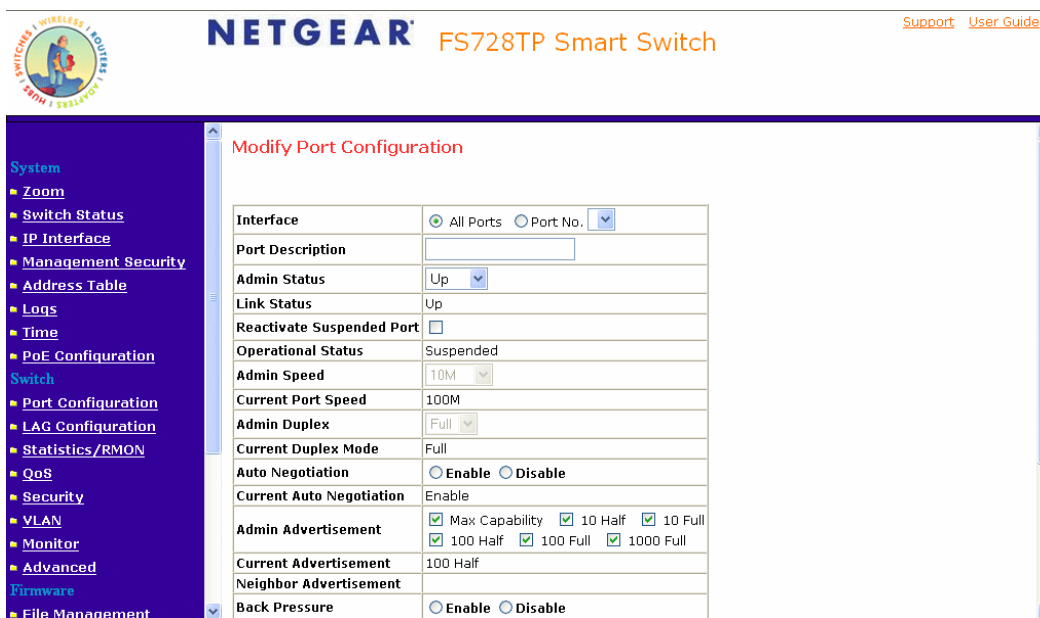 SWITCHES | WIRELESS | ROUTERS | ADAPTERS | HUBS |
NETGEAR
FS728TP Smart Switch
Support User Guide
Modify Port Configuration
System
Zoom
Switch Status
IP Interface
Management Security
Address Table
Logs
Time
PoE Configuration
Switch
Port Configuration
LAG Configuration
Statistics/RMON
QoS
Security
VLAN
Monitor
Advanced
Firmware
File Management
Interface All Ports Port No.
Port Description
Admin Status Up
Link Status Up
Reactivate Suspended Port
Operational Status Suspended
Admin Speed 10M
Current Port Speed 100M
Admin Duplex Full
Current Duplex Mode Full
Auto Negotiation Enable Disable
Current Auto Negotiation Enable
Admin Advertisement Max Capability 10 Half 10 Full
100 Half 100 Full 1000 Full
Current Advertisement 100 Half
Neighbor Advertisement
Back Pressure Enable Disable